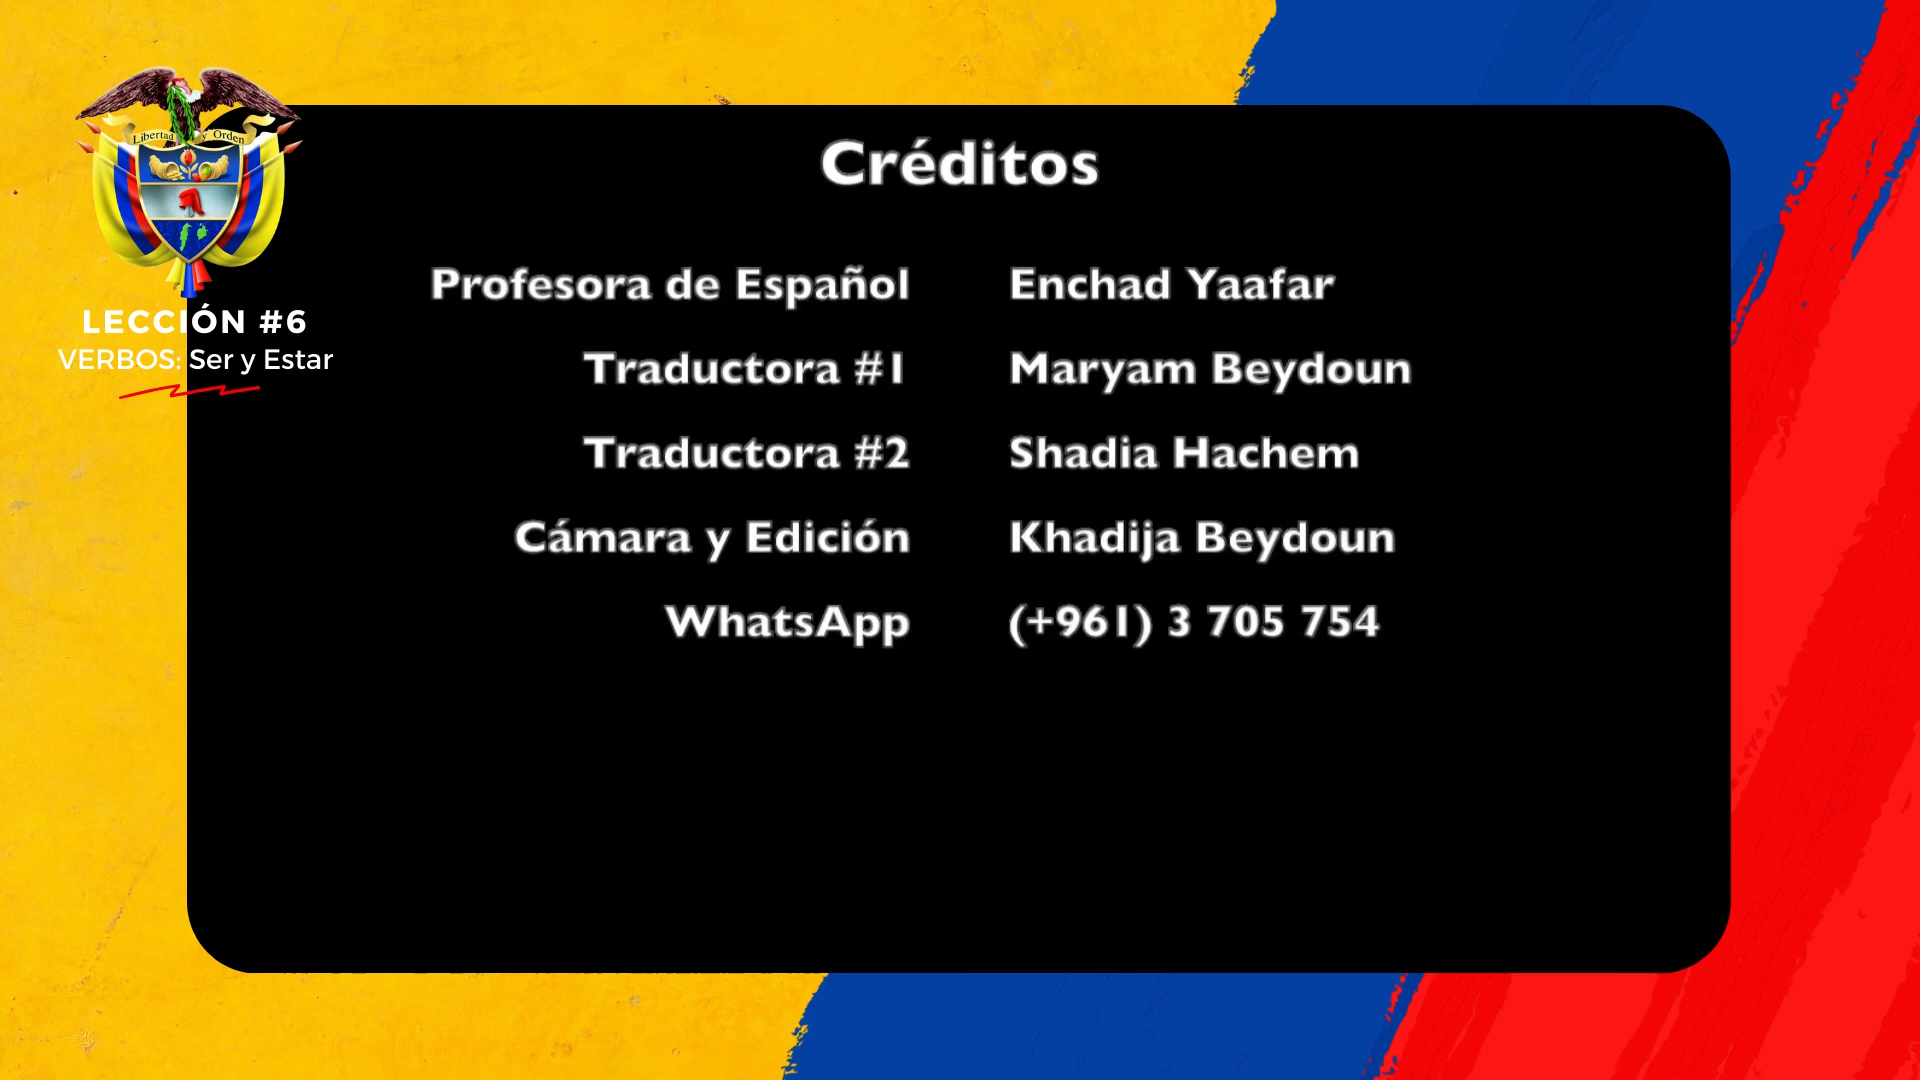 Libertad y Orden
LECCIÓN #6
VERBOS: Ser y Estar
Créditos
Profesora de Español Enchad Yaafar
Traductora #1 Maryam Beydoun
Traductora #2 Shadia Hachem
Cámara y Edición Khadija Beydoun
WhatsApp (+961) 3 705 754